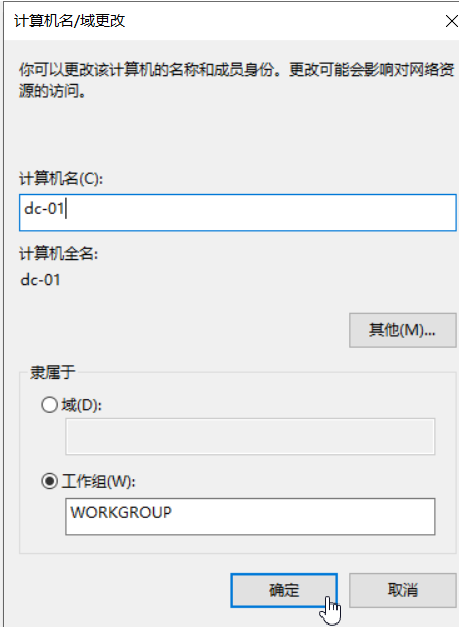 计算机名/域更改
你可以更改该计算机的名称和成员身份。更改可能会影响对网络资
源的访问。
计算机名(C):
dc-01
计算机全名:
dc-01
其他(M)...
隶属于
域(D):
工作组(W):
WORKGROUP
确定
取消